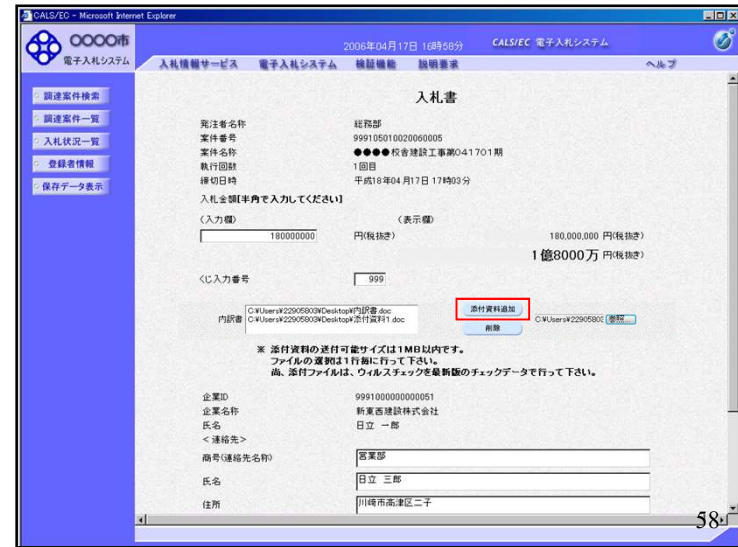 CALS/EC - Microsoft Internet Explorer
〇〇〇〇市
電子入札システム
2006年04月17日 16時58分
CALS/EC 電子入札システム
入札情報サービス 電子入札システム 検証機能 説明要求 ヘルプ
調達案件検索
調達案件一覧
入札状況一覧
登録者情報
保存データ表示
入札書
発注者名称 総務部
案件番号 999105010020060005
案件名称 ●●●●校舎建設工事第041701期
執行回数 1回目
締切日時 平成18年04月17日 17時03分
入札金額[半角で入力してください]
(入力欄) (表示欄)
180000000 円(税抜き) 180,000,000 円(税抜き)
1億8000万 円(税抜き)
くじ入力番号 999
内訳書
C:¥Users¥22905803¥Desktop¥内訳書.doc
C:¥Users¥22905803¥Desktop¥添付資料1.doc
添付資料追加
削除
C:¥Users¥2290580 参照...
※ 添付資料の送付可能サイズは1MB以内です。
ファイルの選択は1行毎に行って下さい。
尚、添付ファイルは、ウィルスチェックを最新版のチェックデータで行って下さい。
企業ID 9991000000000051
企業名称 新東西建設株式会社
氏名 日立 一郎
<連絡先>
商号(連絡先名称) 営業部
氏名 日立 三郎
住所 川崎市高津区二子
58